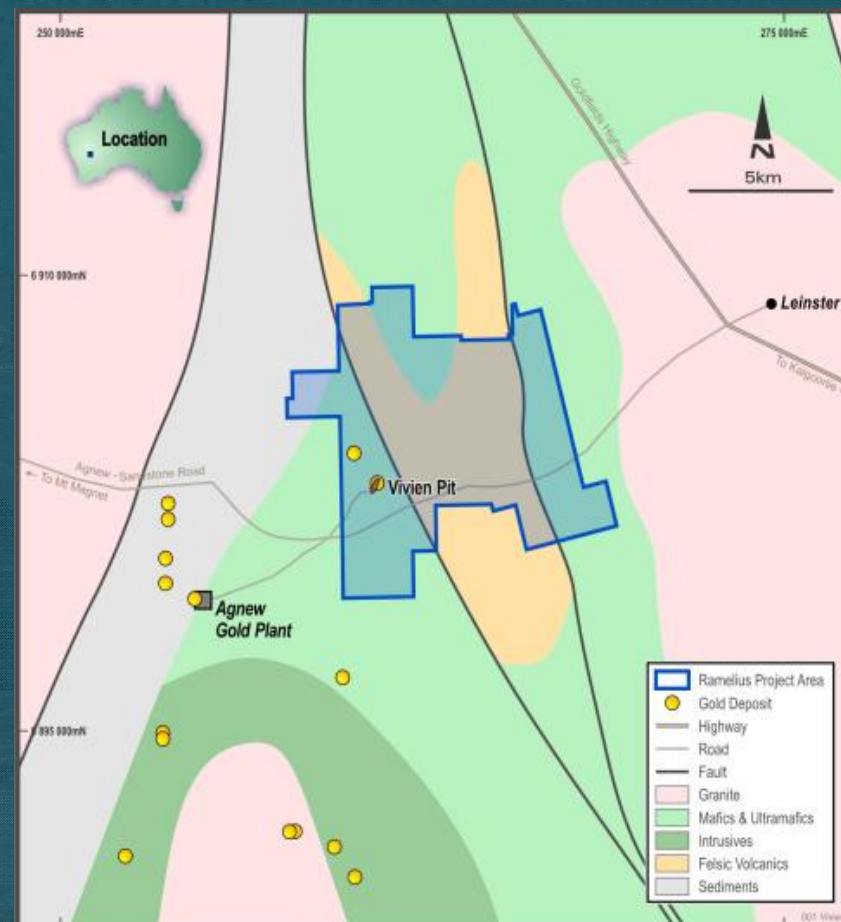 250 000mE
275 000mE
Location
Goldfields Highway
N
5km
6 910 000mN
Leinster
To Kalgoorlie
Agnew - Sandstone Road
← To Mt Magnet
Vivien Pit
Agnew
Gold Plant
6 895 000mN
Ramelius Project Area
Gold Deposit
Highway
Road
Fault
Granite
Mafics & Ultramafics
Intrusives
Felsic Volcanics
Sediments
001